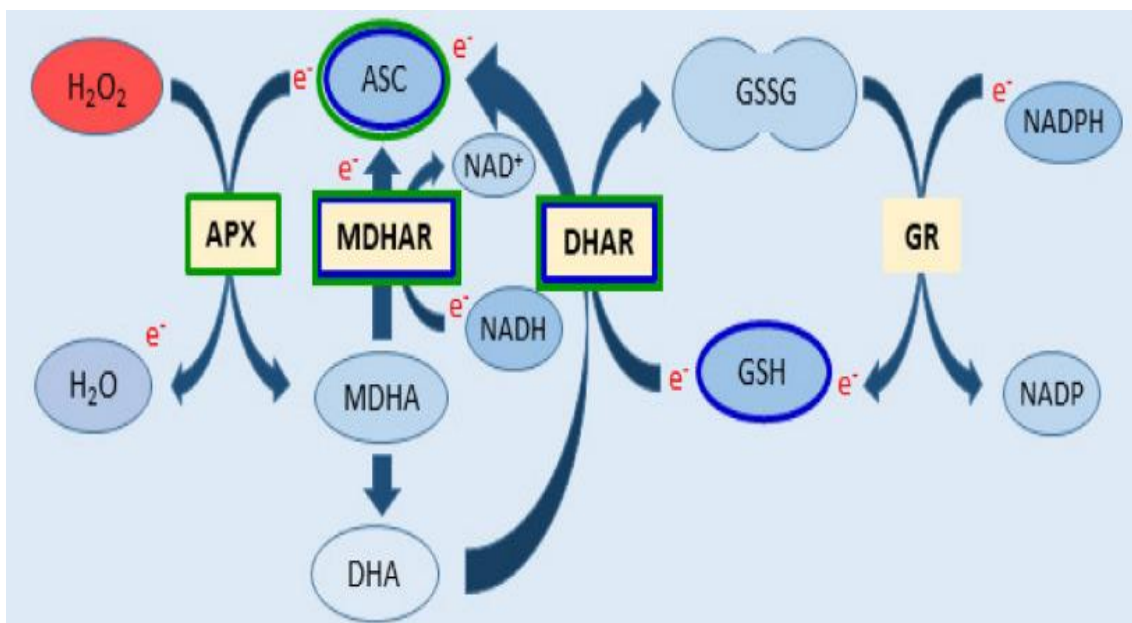 H₂O₂
e⁻
ASC
e⁻
GSSG
e⁻
NADPH
e⁻
NAD⁺
APX
MDHAR
DHAR
GR
e⁻
H₂O
e⁻
NADH
MDHA
e⁻
GSH
e⁻
NADP
DHA